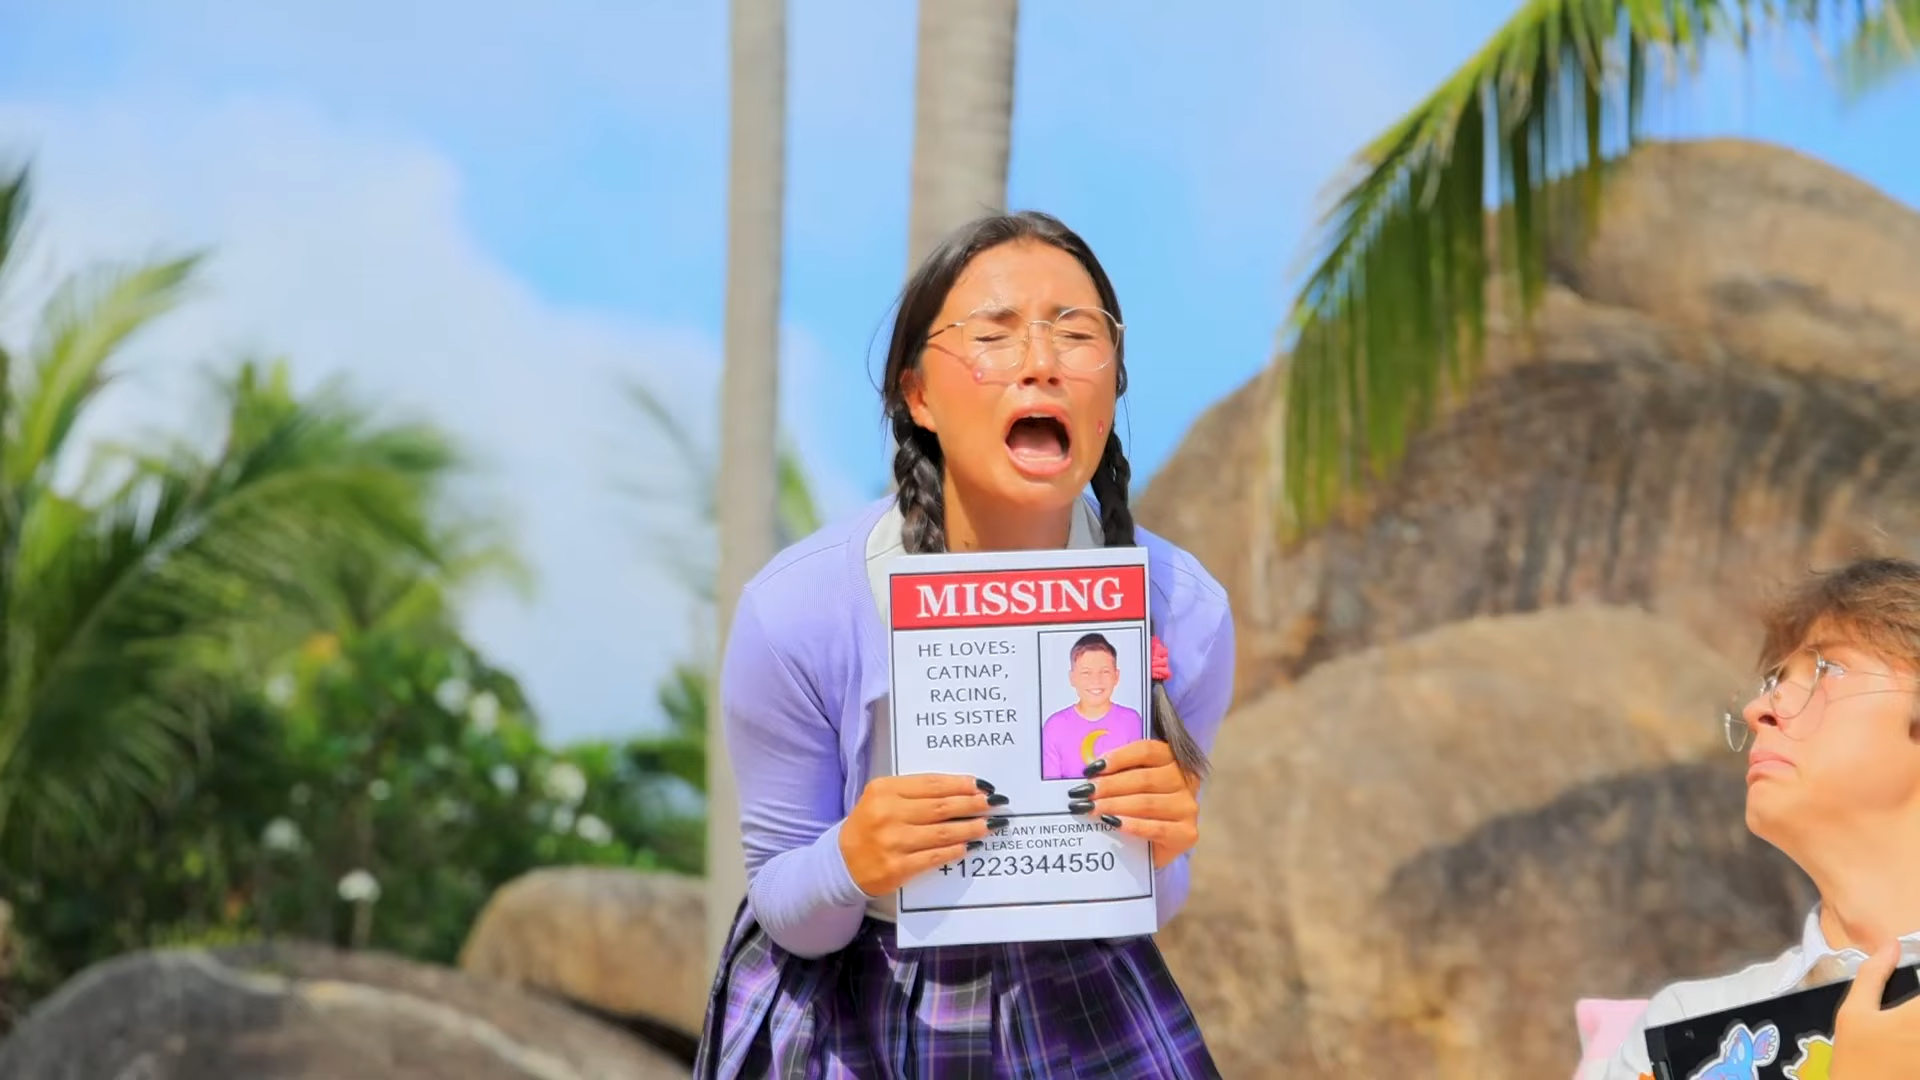 MISSING
HE LOVES:
CATNAP,
RACING,
HIS SISTER
BARBARA
ANY INFORMATIO
LEASE CONTACT
+1223344550